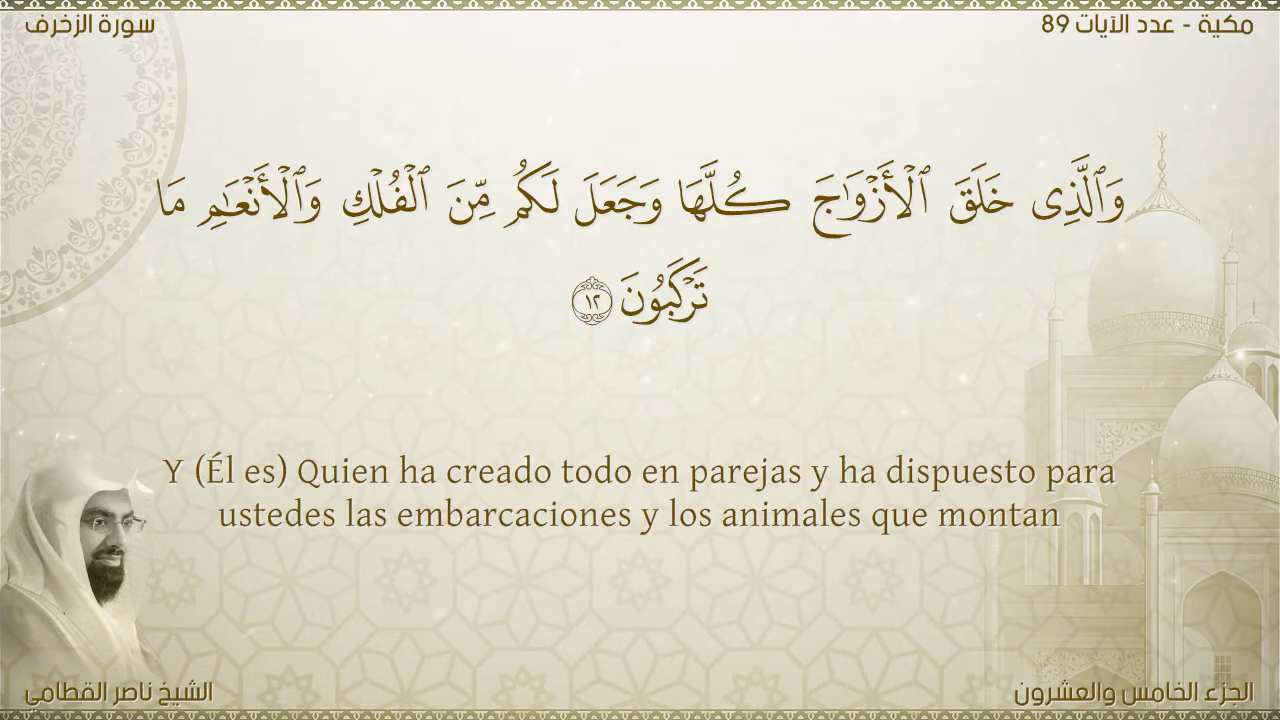 مكية - عدد الآيات 89
سورة الزخرف
وَٱلَّذِى خَلَقَ ٱلْأَزْوَٰجَ كُلَّهَا وَجَعَلَ لَكُم مِّنَ ٱلْفُلْكِ وَٱلْأَنْعَٰمِ مَا
تَرْكَبُونَ ١٢
Y (Él es) Quien ha creado todo en parejas y ha dispuesto para
ustedes las embarcaciones y los animales que montan
الجزء الخامس والعشرون
الشيخ ناصر القطامي